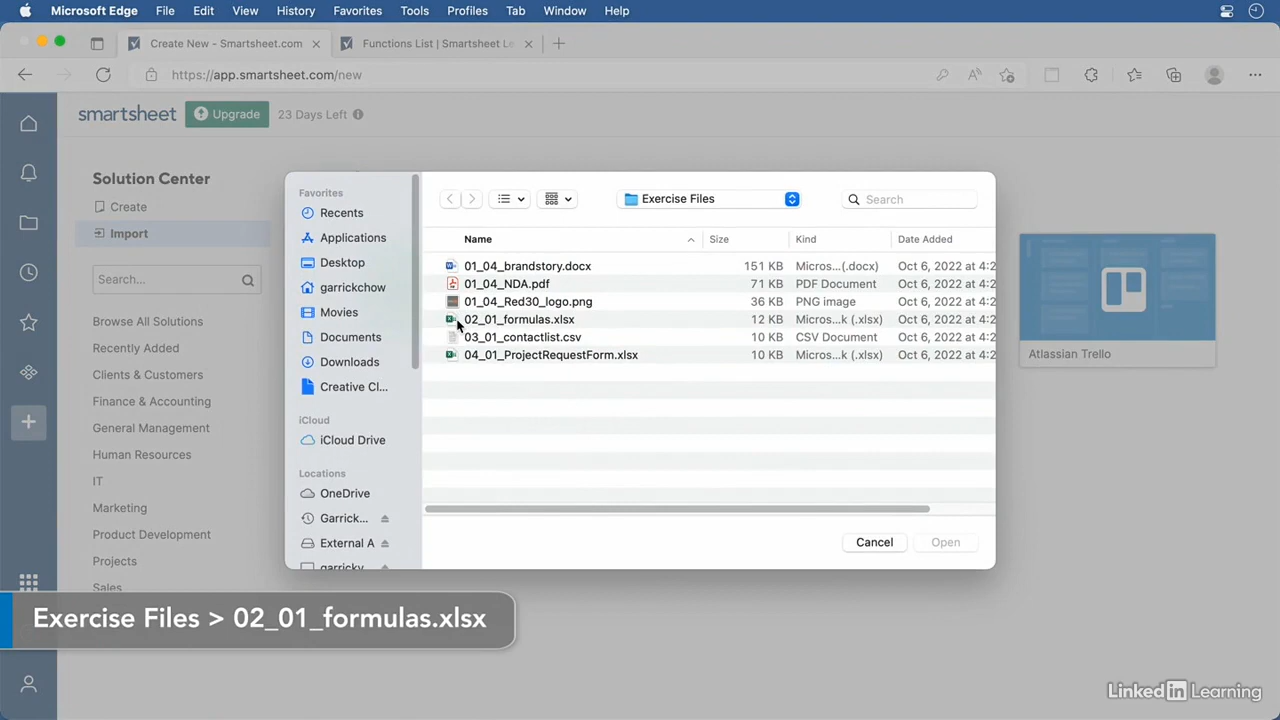 Microsoft Edge File Edit View History Favorites Tools Profiles Tab Window Help
Create New - Smartsheet.com
Functions List | Smartsheet Le
https://app.smartsheet.com/new
smartsheet
Upgrade
23 Days Left
Solution Center
Create
Import
Search...
Browse All Solutions
Recently Added
Clients & Customers
Finance & Accounting
General Management
Human Resources
IT
Marketing
Product Development
Projects
Sales
Favorites
Recents
Applications
Desktop
garrickchow
Movies
Documents
Downloads
Creative Cl...
iCloud
iCloud Drive
Locations
OneDrive
Garrick...
External A
garricky
Exercise Files
Search
Name Size Kind Date Added
01_04_brandstory.docx 151 KB Micros...(.docx) Oct 6, 2022 at 4:2
01_04_NDA.pdf 71 KB PDF Document Oct 6, 2022 at 4:2
01_04_Red30_logo.png 36 KB PNG image Oct 6, 2022 at 4:2
02_01_formulas.xlsx 12 KB Micros...k (.xlsx) Oct 6, 2022 at 4:2
03_01_contactlist.csv 10 KB CSV Document Oct 6, 2022 at 4:2
04_01_ProjectRequestForm.xlsx 10 KB Micros...k (.xlsx) Oct 6, 2022 at 4:2
Cancel
Open
Atlassian Trello
Exercise Files > 02_01_formulas.xlsx
LinkedIn Learning